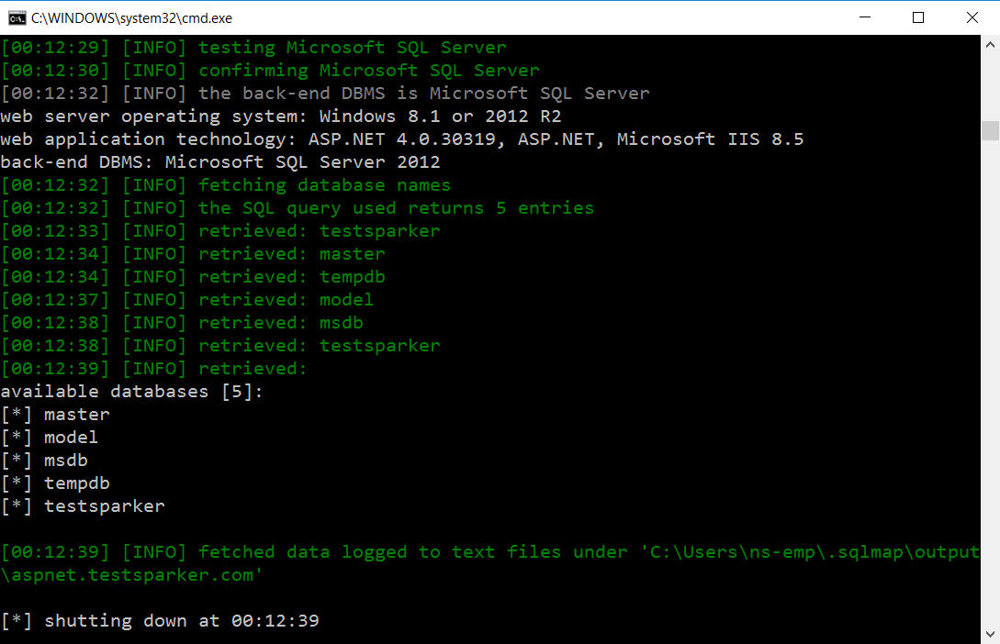 C:\WINDOWS\system32\cmd.exe
[00:12:29] [INFO] testing Microsoft SQL Server
[00:12:30] [INFO] confirming Microsoft SQL Server
[00:12:32] [INFO] the back-end DBMS is Microsoft SQL Server
web server operating system: Windows 8.1 or 2012 R2
web application technology: ASP.NET 4.0.30319, ASP.NET, Microsoft IIS 8.5
back-end DBMS: Microsoft SQL Server 2012
[00:12:32] [INFO] fetching database names
[00:12:32] [INFO] the SQL query used returns 5 entries
[00:12:33] [INFO] retrieved: testsparker
[00:12:34] [INFO] retrieved: master
[00:12:34] [INFO] retrieved: tempdb
[00:12:37] [INFO] retrieved: model
[00:12:38] [INFO] retrieved: msdb
[00:12:38] [INFO] retrieved: testsparker
[00:12:39] [INFO] retrieved:
available databases [5]:
[*] master
[*] model
[*] msdb
[*] tempdb
[*] testsparker
[00:12:39] [INFO] fetched data logged to text files under 'C:\Users\ns-emp\.sqlmap\output
\aspnet.testsparker.com'
[*] shutting down at 00:12:39